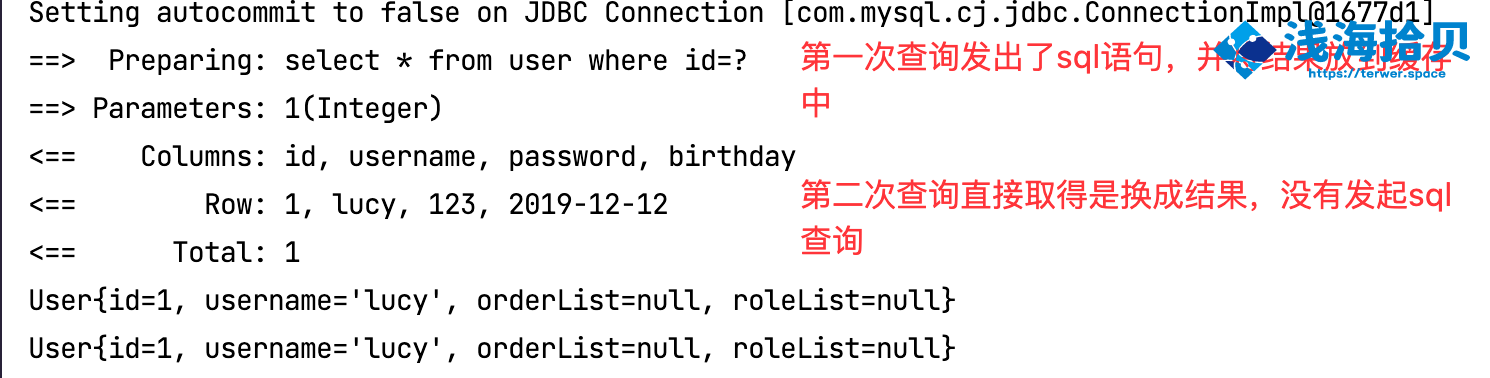 Setting autocommit to false on JDBC Connection [com.mysql.cj.jdbc.ConnectionImpl@1677d1]
==>  Preparing: select * from user where id=?
第一次查询发出了sql语句，并将结果放到缓存
中
==> Parameters: 1(Integer)
<==    Columns: id, username, password, birthday
<==        Row: 1, lucy, 123, 2019-12-12
第二次查询直接取得是换成结果，没有发起sql
查询
<==      Total: 1
User{id=1, username='lucy', orderList=null, roleList=null}
User{id=1, username='lucy', orderList=null, roleList=null}
浅海拾贝
https://terwer.space